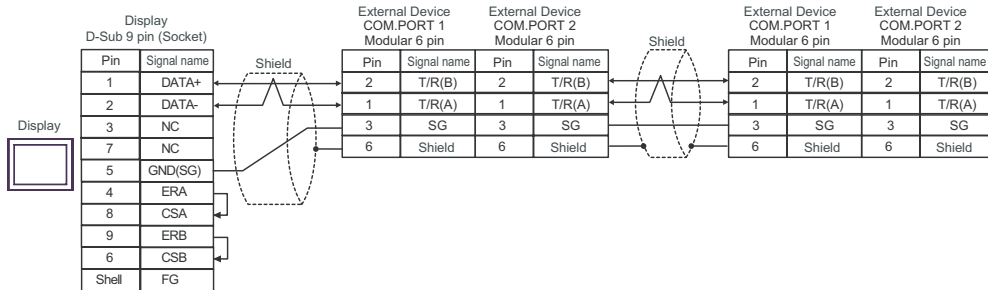 Display
D-Sub 9 pin (Socket)
Pin Signal name
1 DATA+
2 DATA-
3 NC
7 NC
5 GND(SG)
4 ERA
8 CSA
9 ERB
6 CSB
Shell FG
Display
Shield
External Device
COM.PORT 1
Modular 6 pin
Pin Signal name
2 T/R(B)
1 T/R(A)
3 SG
6 Shield
External Device
COM.PORT 2
Modular 6 pin
Pin Signal name
2 T/R(B)
1 T/R(A)
3 SG
6 Shield
Shield
External Device
COM.PORT 1
Modular 6 pin
Pin Signal name
2 T/R(B)
1 T/R(A)
3 SG
6 Shield
External Device
COM.PORT 2
Modular 6 pin
Pin Signal name
2 T/R(B)
1 T/R(A)
3 SG
6 Shield